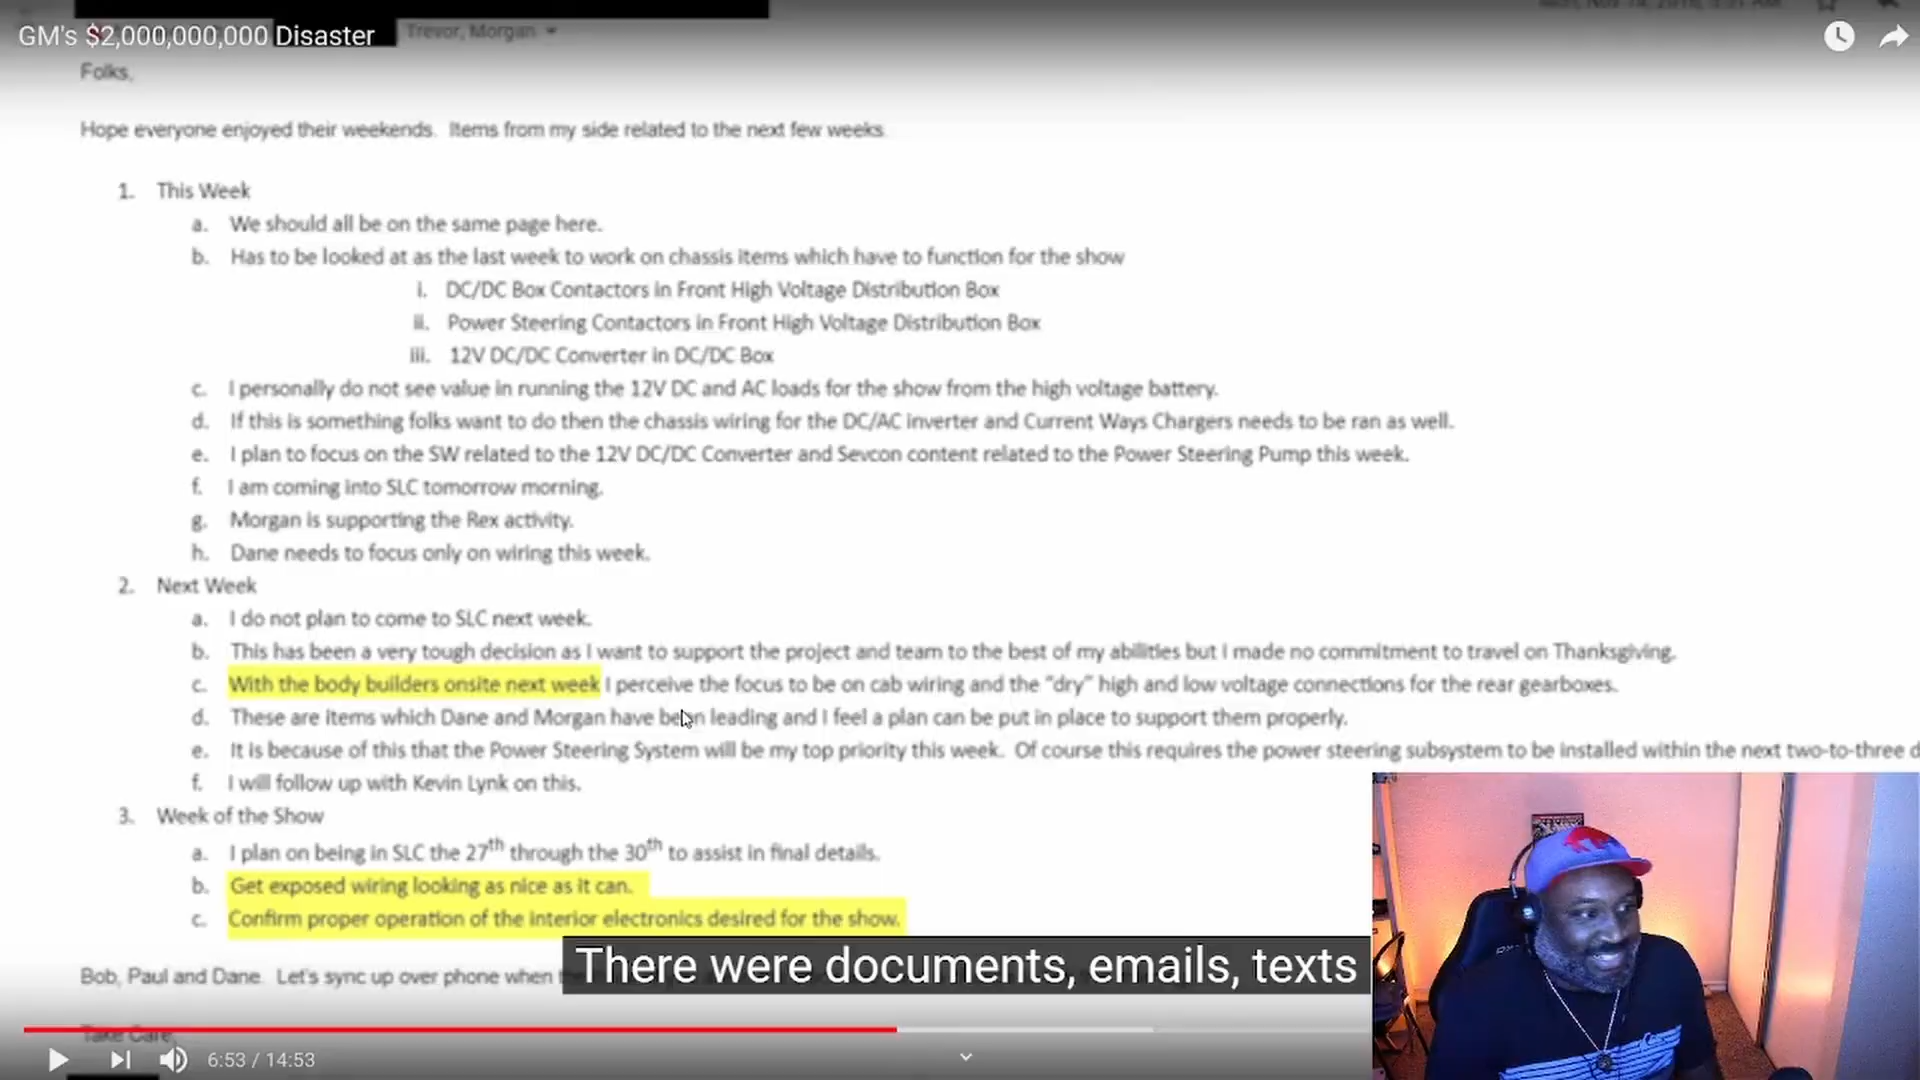 GM's $2,000,000,000 Disaster
Trevor, Morgan
Folks,
Hope everyone enjoyed their weekends. Items from my side related to the next few weeks.
1. This Week
a. We should all be on the same page here.
b. Has to be looked at as the last week to work on chassis items which have to function for the show
i. DC/DC Box Contactors in Front High Voltage Distribution Box
ii. Power Steering Contactors in Front High Voltage Distribution Box
iii. 12V DC/DC Converter in DC/DC Box
c. I personally do not see value in running the 12V DC and AC loads for the show from the high voltage battery.
d. If this is something folks want to do then the chassis wiring for the DC/AC inverter and Current Ways Chargers needs to be ran as well.
e. I plan to focus on the SW related to the 12V DC/DC Converter and Sevcon content related to the Power Steering Pump this week.
f. I am coming into SLC tomorrow morning.
g. Morgan is supporting the Rex activity.
h. Dane needs to focus only on wiring this week.
2. Next Week
a. I do not plan to come to SLC next week.
b. This has been a very tough decision as I want to support the project and team to the best of my abilities but I made no commitment to travel on Thanksgiving.
c. With the body builders onsite next week I perceive the focus to be on cab wiring and the "dry" high and low voltage connections for the rear gearboxes.
d. These are items which Dane and Morgan have been leading and I feel a plan can be put in place to support them properly.
e. It is because of this that the Power Steering System will be my top priority this week. Of course this requires the power steering subsystem to be installed within the next two-to-three d
f. I will follow up with Kevin Lynk on this.
3. Week of the Show
a. I plan on being in SLC the 27th through the 30th to assist in final details.
b. Get exposed wiring looking as nice as it can.
c. Confirm proper operation of the interior electronics desired for the show.
There were documents, emails, texts
Bob, Paul and Dane. Let's sync up over phone when
Take Care,
6:53 / 14:53